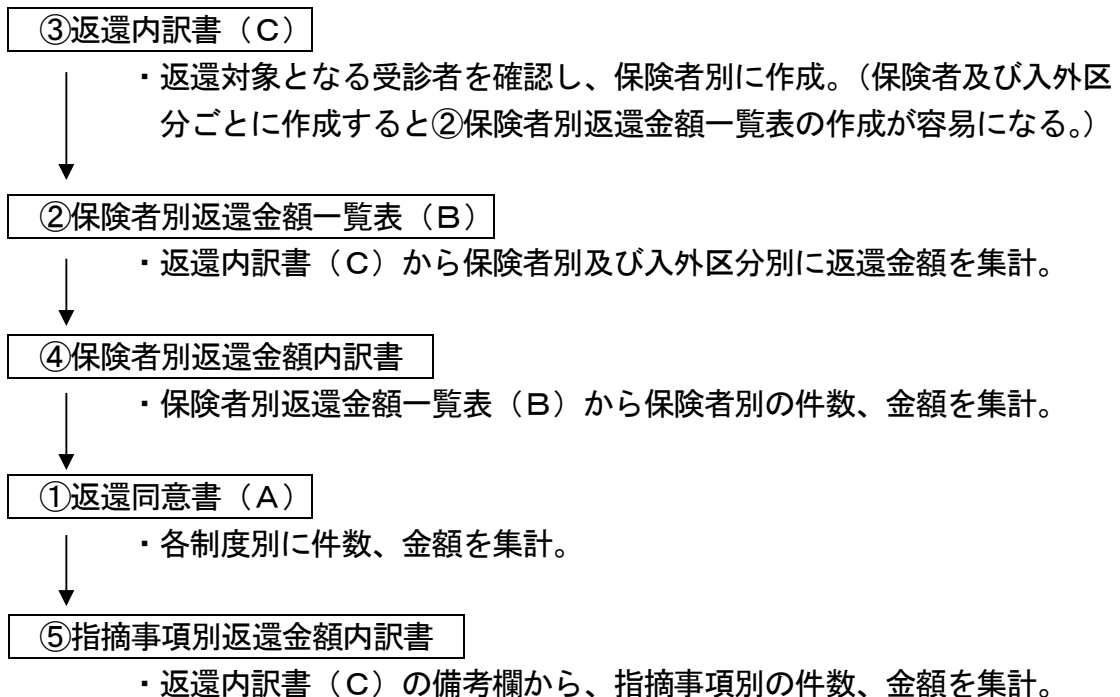 ③返還内訳書（Ｃ）
・返還対象となる受診者を確認し、保険者別に作成。（保険者及び入外区
分ごとに作成すると②保険者別返還金額一覧表の作成が容易になる。）
②保険者別返還金額一覧表（Ｂ）
・返還内訳書（Ｃ）から保険者別及び入外区分別に返還金額を集計。
④保険者別返還金額内訳書
・保険者別返還金額一覧表（Ｂ）から保険者別の件数、金額を集計。
①返還同意書（Ａ）
・各制度別に件数、金額を集計。
⑤指摘事項別返還金額内訳書
・返還内訳書（Ｃ）の備考欄から、指摘事項別の件数、金額を集計。